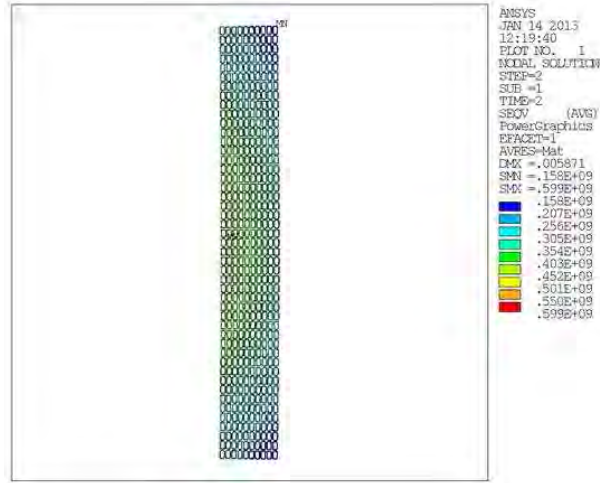 MN
ANSYS
JAN 14 2013
12:19:40
PLOT NO. 1
NODAL SOLUTION
STEP=2
SUB =1
TIME=2
SEQV (AVG)
PowerGraphics
EFACET=1
AVRES=Mat
DMX =.005871
SMN =.158E+09
SMX =.599E+09
.158E+09
.207E+09
.256E+09
.305E+09
.354E+09
.403E+09
.452E+09
.501E+09
.550E+09
.599E+09